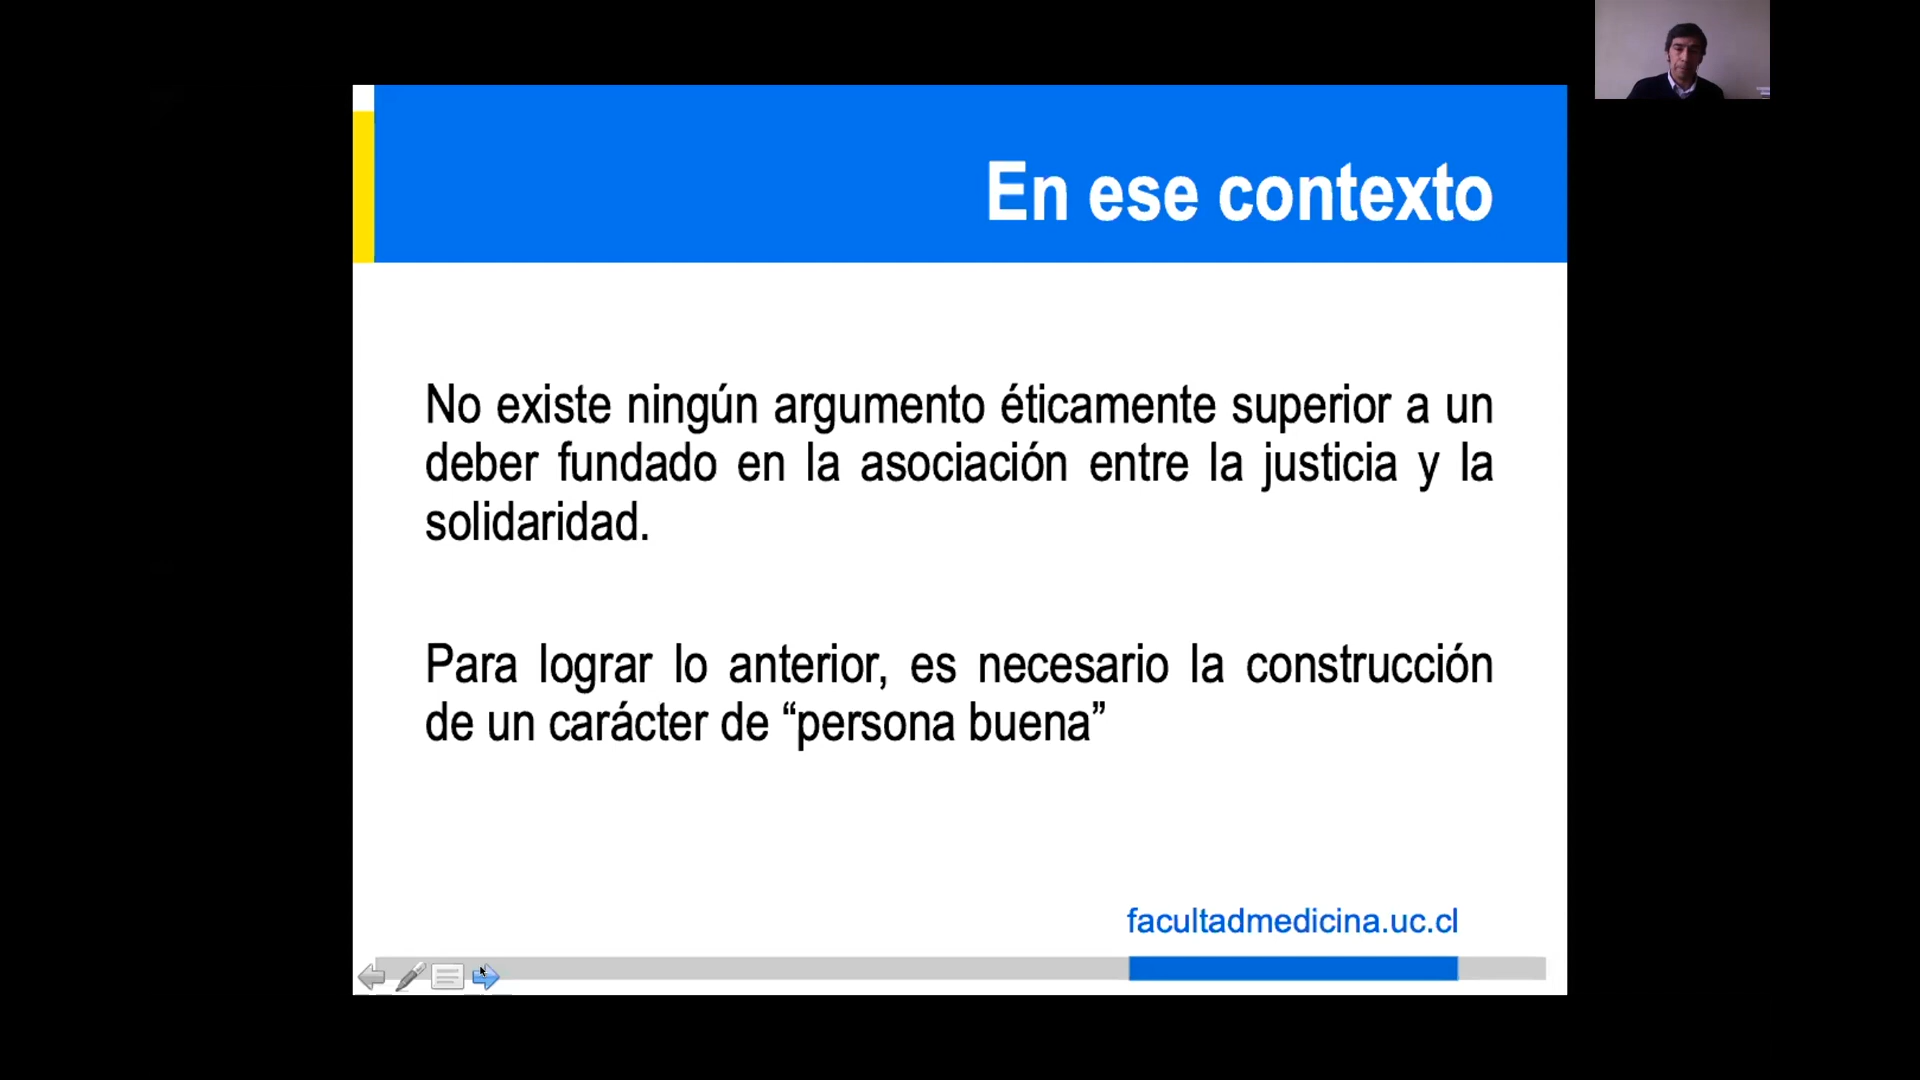 En ese contexto
No existe ningún argumento éticamente superior a un
deber fundado en la asociación entre la justicia y la
solidaridad.
Para lograr lo anterior, es necesario la construcción
de un carácter de “persona buena”
facultadmedicina.uc.cl